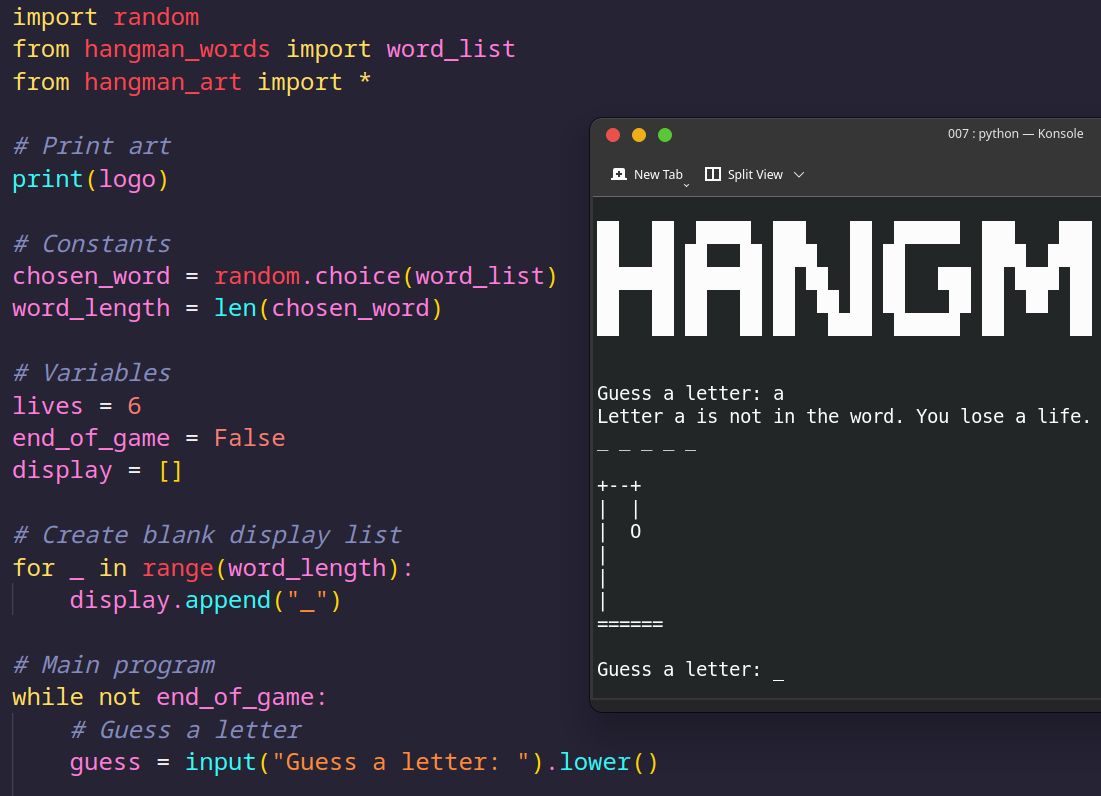 import random
from hangman_words import word_list
from hangman_art import *
# Print art
print(logo)
# Constants
chosen_word = random.choice(word_list)
word_length = len(chosen_word)
# Variables
lives = 6
end_of_game = False
display = []
# Create blank display list
for _ in range(word_length):
    display.append("_")
# Main program
while not end_of_game:
    # Guess a letter
    guess = input("Guess a letter: ").lower()
007 : python — Konsole
New Tab Split View
HANGM
Guess a letter: a
Letter a is not in the word. You lose a life.
_ _ _ _ _
+--+
|  |
|  O
|
|
|
======
Guess a letter: _